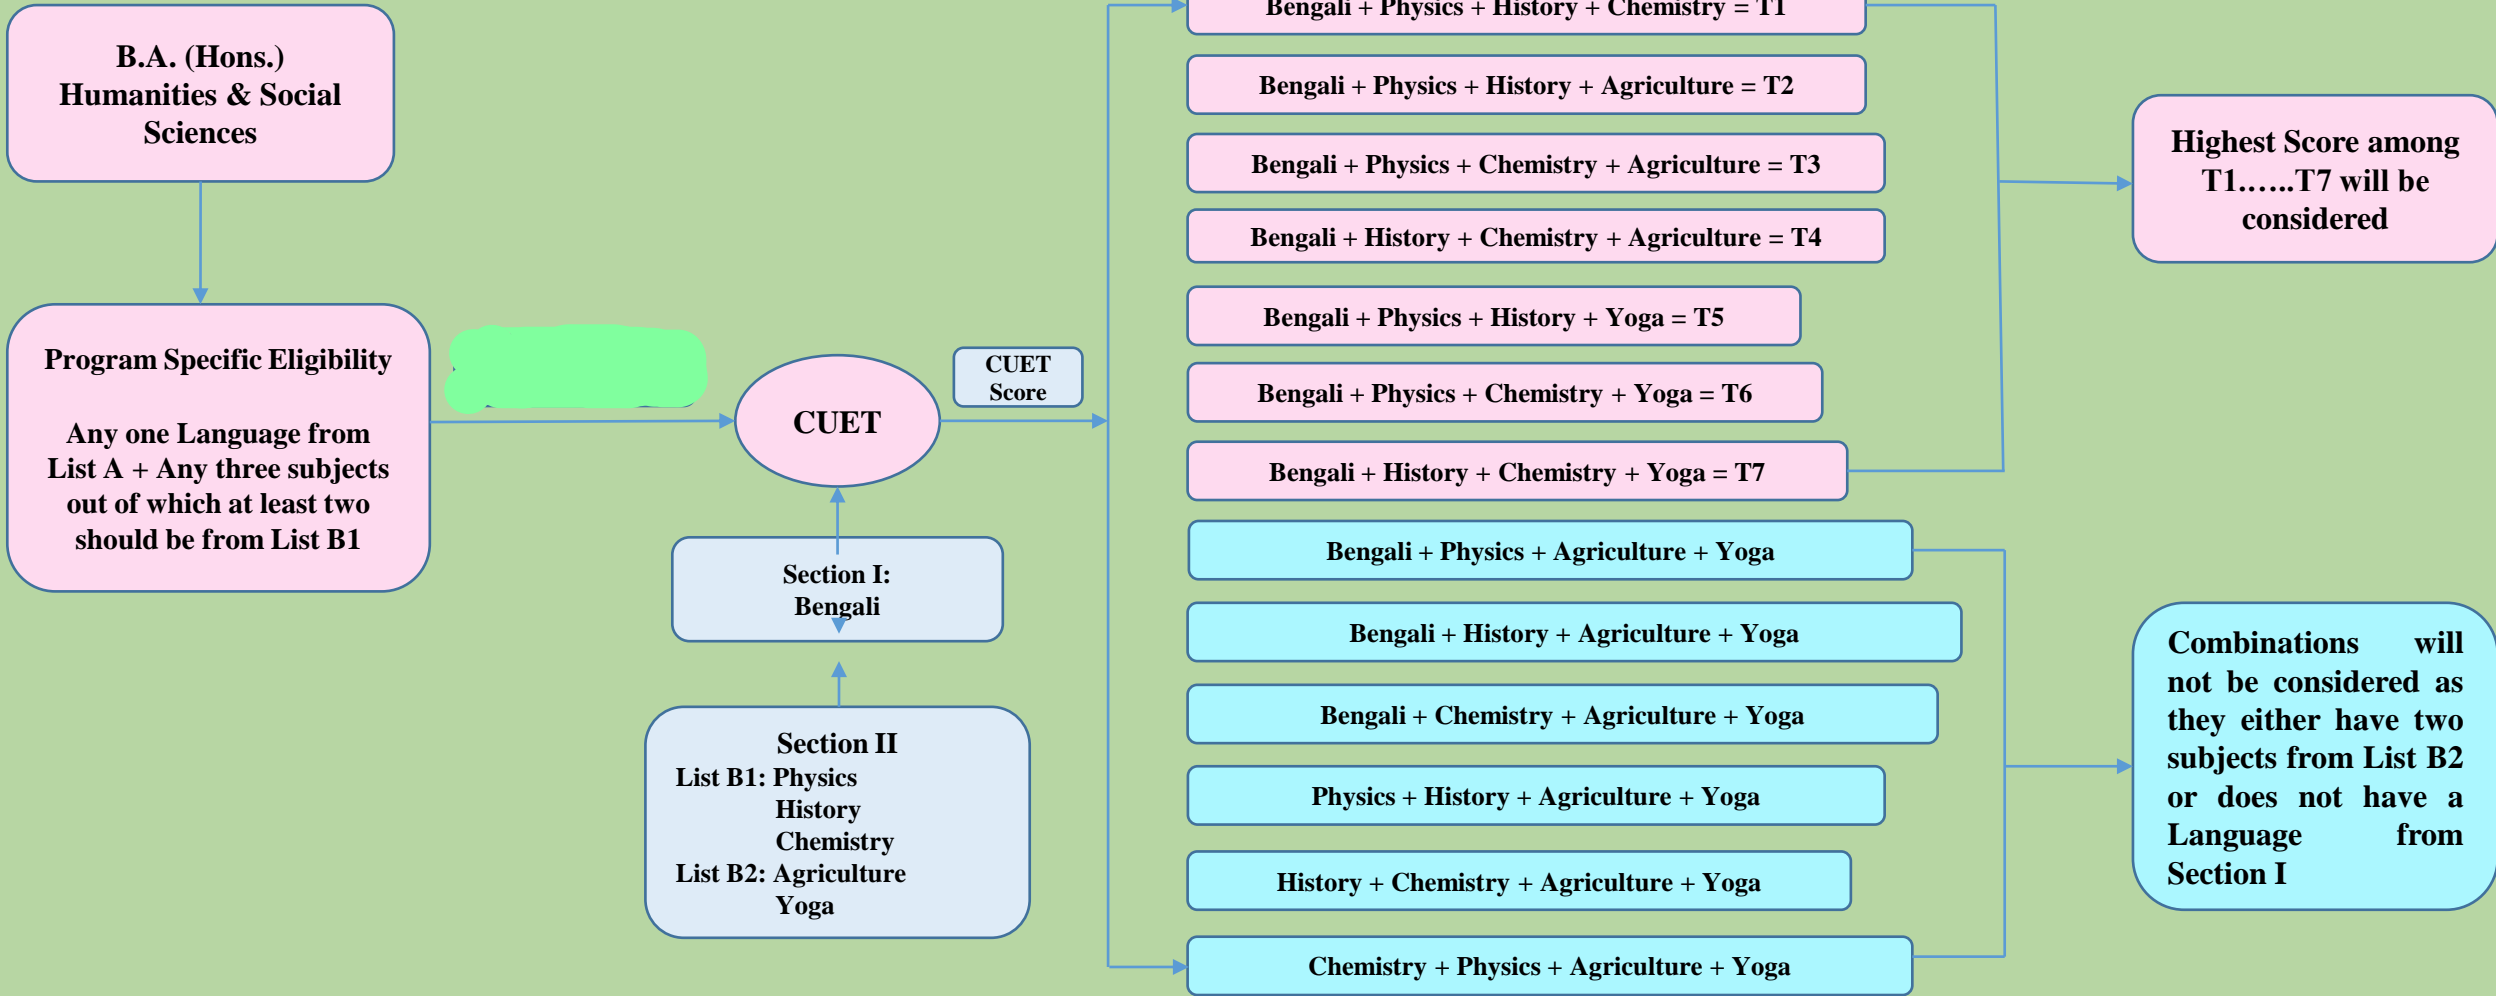 B.A. (Hons.)
Humanities & Social
Sciences
Program Specific Eligibility
Any one Language from
List A + Any three subjects
out of which at least two
should be from List B1
CUET
CUET
Score
Section I:
Bengali
Section II
List B1: Physics
History
Chemistry
List B2: Agriculture
Yoga
Bengali + Physics + History + Chemistry = T1
Bengali + Physics + History + Agriculture = T2
Bengali + Physics + Chemistry + Agriculture = T3
Bengali + History + Chemistry + Agriculture = T4
Bengali + Physics + History + Yoga = T5
Bengali + Physics + Chemistry + Yoga = T6
Bengali + History + Chemistry + Yoga = T7
Bengali + Physics + Agriculture + Yoga
Bengali + History + Agriculture + Yoga
Bengali + Chemistry + Agriculture + Yoga
Physics + History + Agriculture + Yoga
History + Chemistry + Agriculture + Yoga
Chemistry + Physics + Agriculture + Yoga
Highest Score among
T1......T7 will be
considered
Combinations will
not be considered as
they either have two
subjects from List B2
or does not have a
Language from
Section I